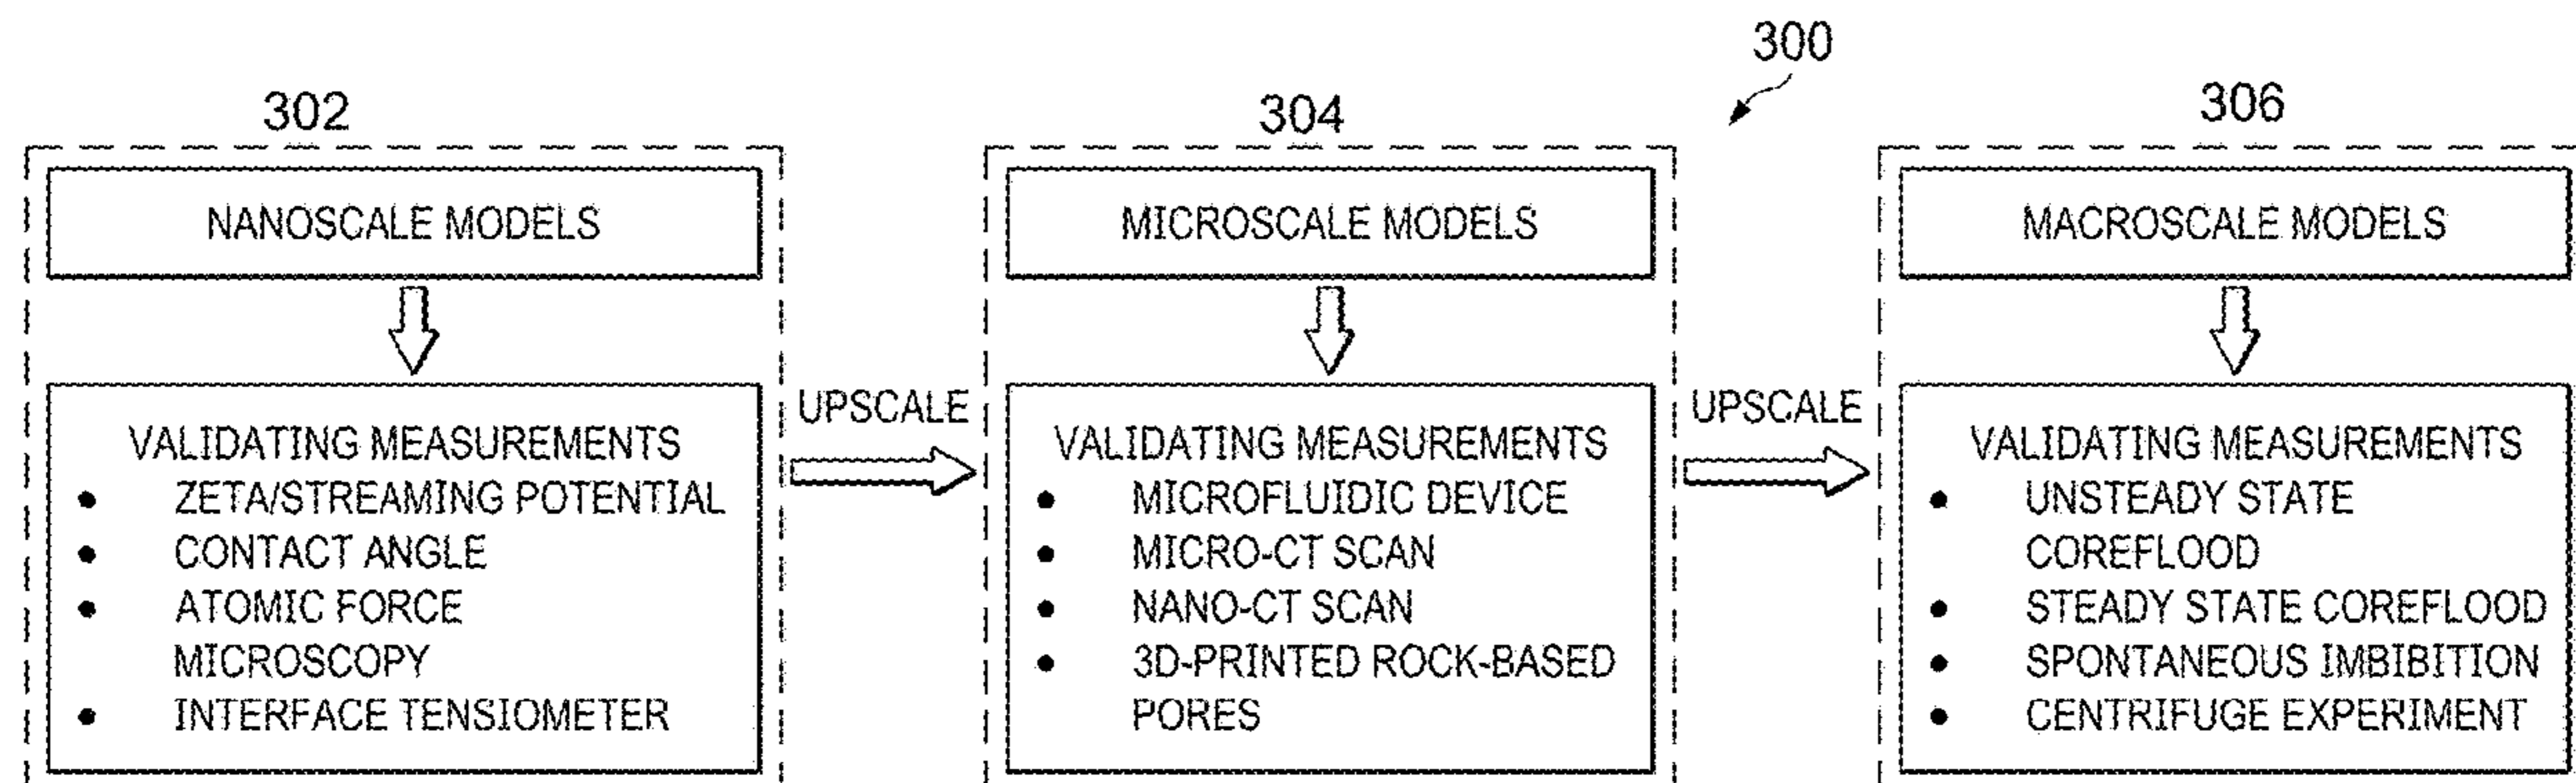 300
302
NANOSCALE MODELS
VALIDATING MEASUREMENTS
• ZETA/STREAMING POTENTIAL
• CONTACT ANGLE
• ATOMIC FORCE
MICROSCOPY
• INTERFACE TENSIOMETER
UPSCALE
304
MICROSCALE MODELS
VALIDATING MEASUREMENTS
• MICROFLUIDIC DEVICE
• MICRO-CT SCAN
• NANO-CT SCAN
• 3D-PRINTED ROCK-BASED
PORES
UPSCALE
306
MACROSCALE MODELS
VALIDATING MEASUREMENTS
• UNSTEADY STATE
COREFLOOD
• STEADY STATE COREFLOOD
• SPONTANEOUS IMBIBITION
• CENTRIFUGE EXPERIMENT